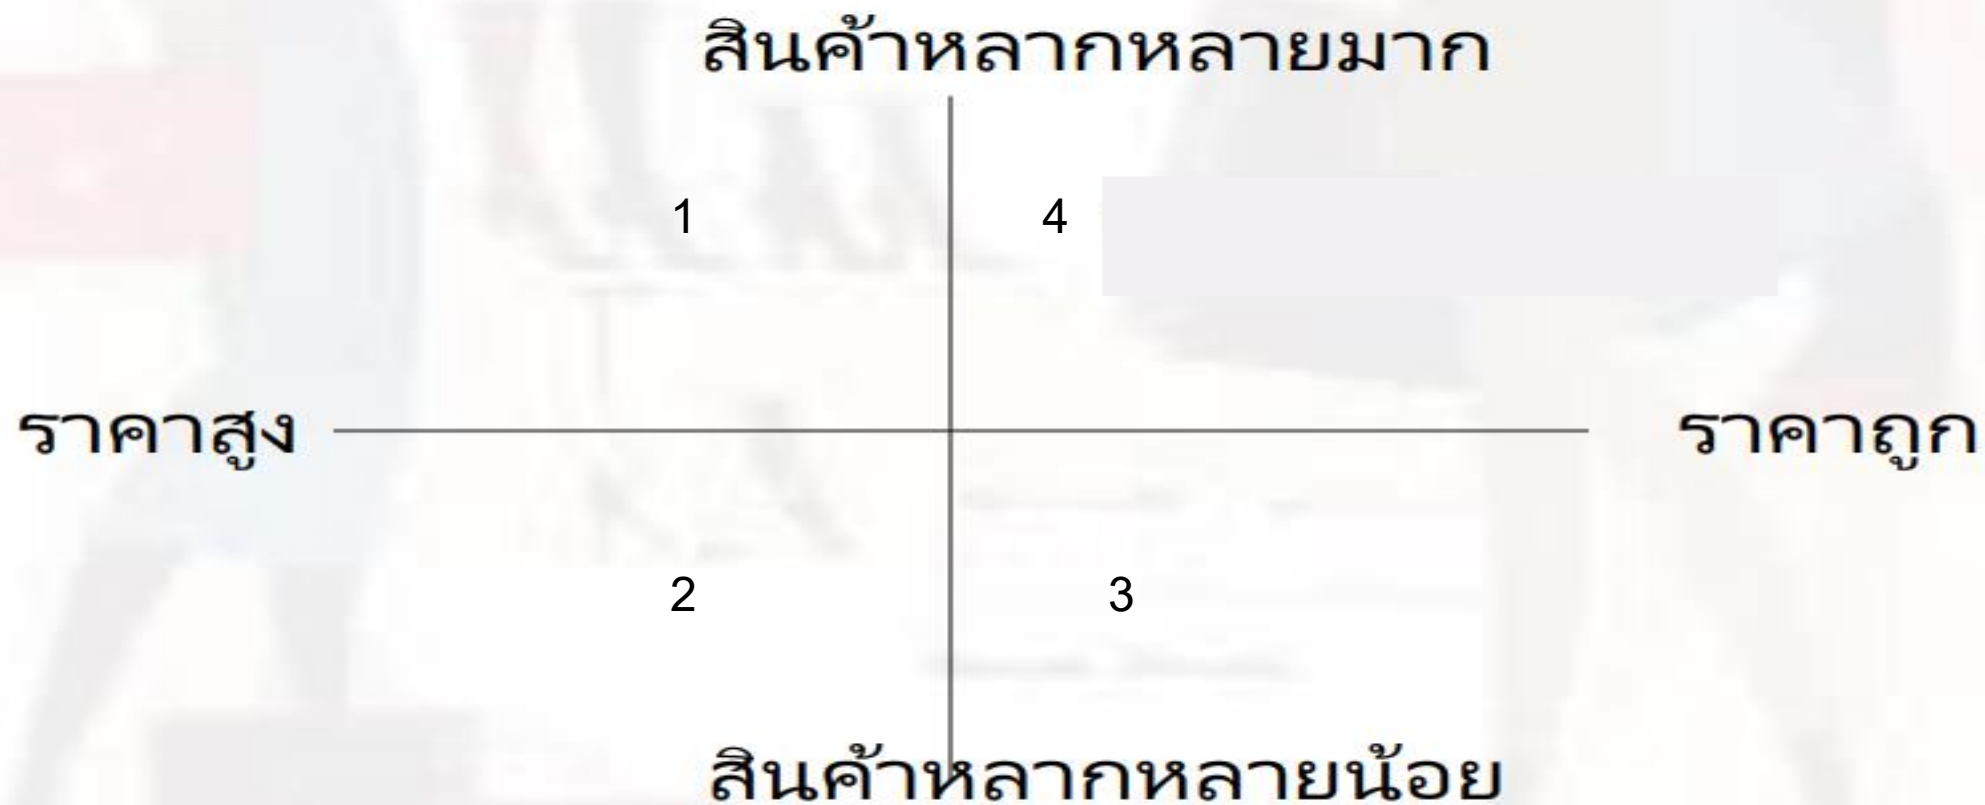 สินค้าหลากหลายมาก
1 4
ราคาสูง ราคาถูก
2 3
สินค้าหลากหลายน้อย